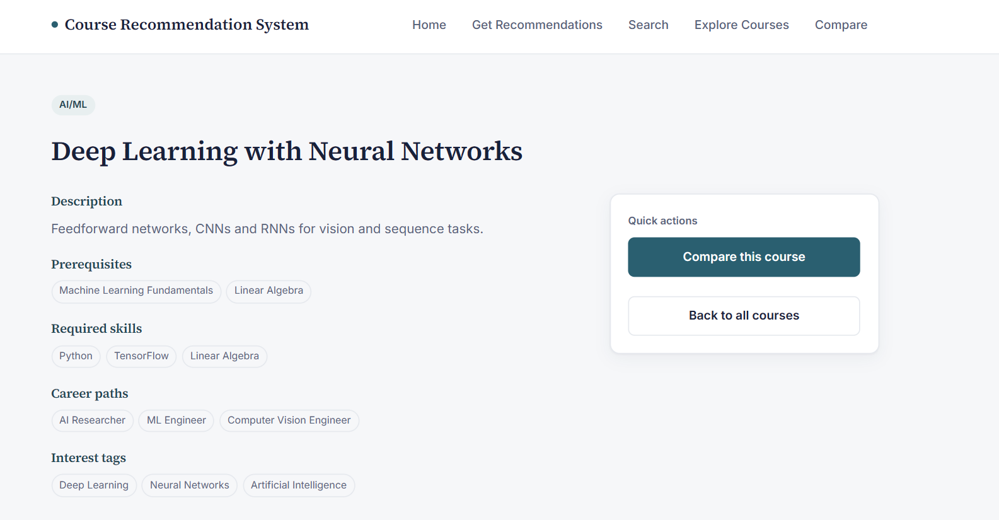 Course Recommendation System
Home Get Recommendations Search Explore Courses Compare
AI/ML
Deep Learning with Neural Networks
Description
Feedforward networks, CNNs and RNNs for vision and sequence tasks.
Prerequisites
Machine Learning Fundamentals Linear Algebra
Required skills
Python TensorFlow Linear Algebra
Career paths
AI Researcher ML Engineer Computer Vision Engineer
Interest tags
Deep Learning Neural Networks Artificial Intelligence
Quick actions
Compare this course
Back to all courses